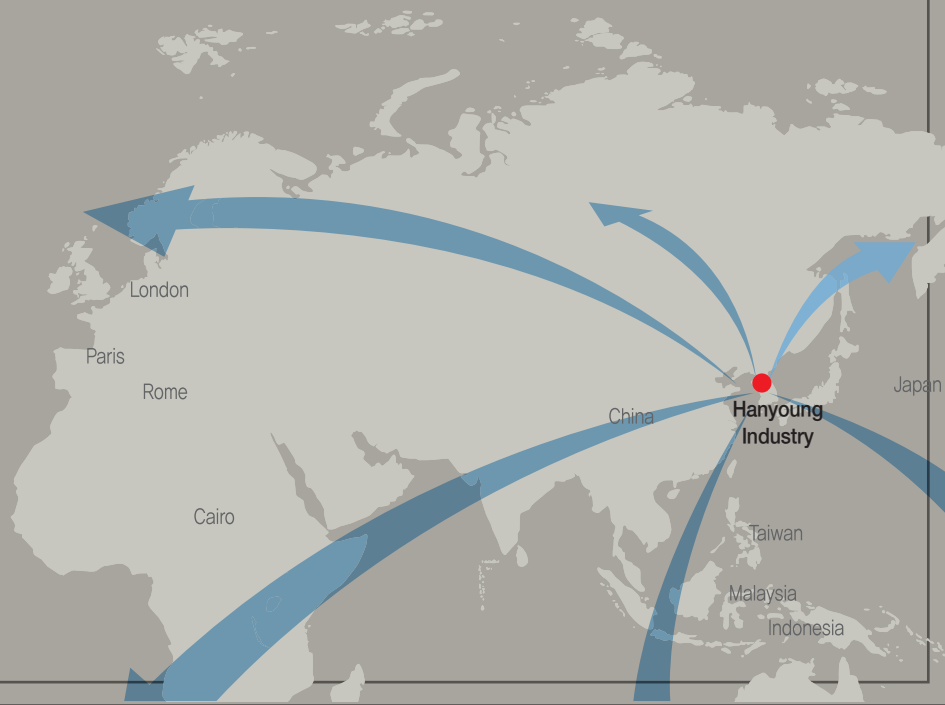 London
Paris
Rome
China
Japan
Hanyoung
Industry
Cairo
Taiwan
Malaysia
Indonesia